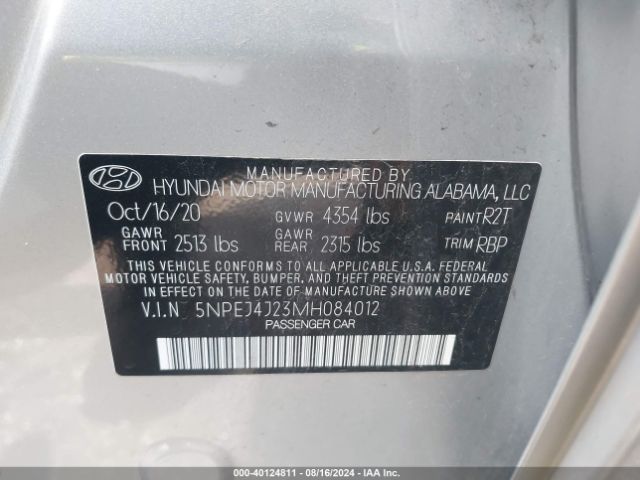 MANUFACTURED BY
HYUNDAI MOTOR MANUFACTURING ALABAMA, LLC
Oct/16/20 GVWR 4354 lbs PAINT R2T
GAWR FRONT 2513 lbs GAWR REAR 2315 lbs TRIM RBP
THIS VEHICLE CONFORMS TO ALL APPLICABLE U.S.A. FEDERAL
MOTOR VEHICLE SAFETY, BUMPER, AND THEFT PREVENTION STANDARDS
IN EFFECT ON THE DATE OF MANUFACTURE SHOWN ABOVE.
V.I.N 5NPEJ4J23MH084012
PASSENGER CAR
000-40124811 - 08/16/2024 - IAA, Inc.